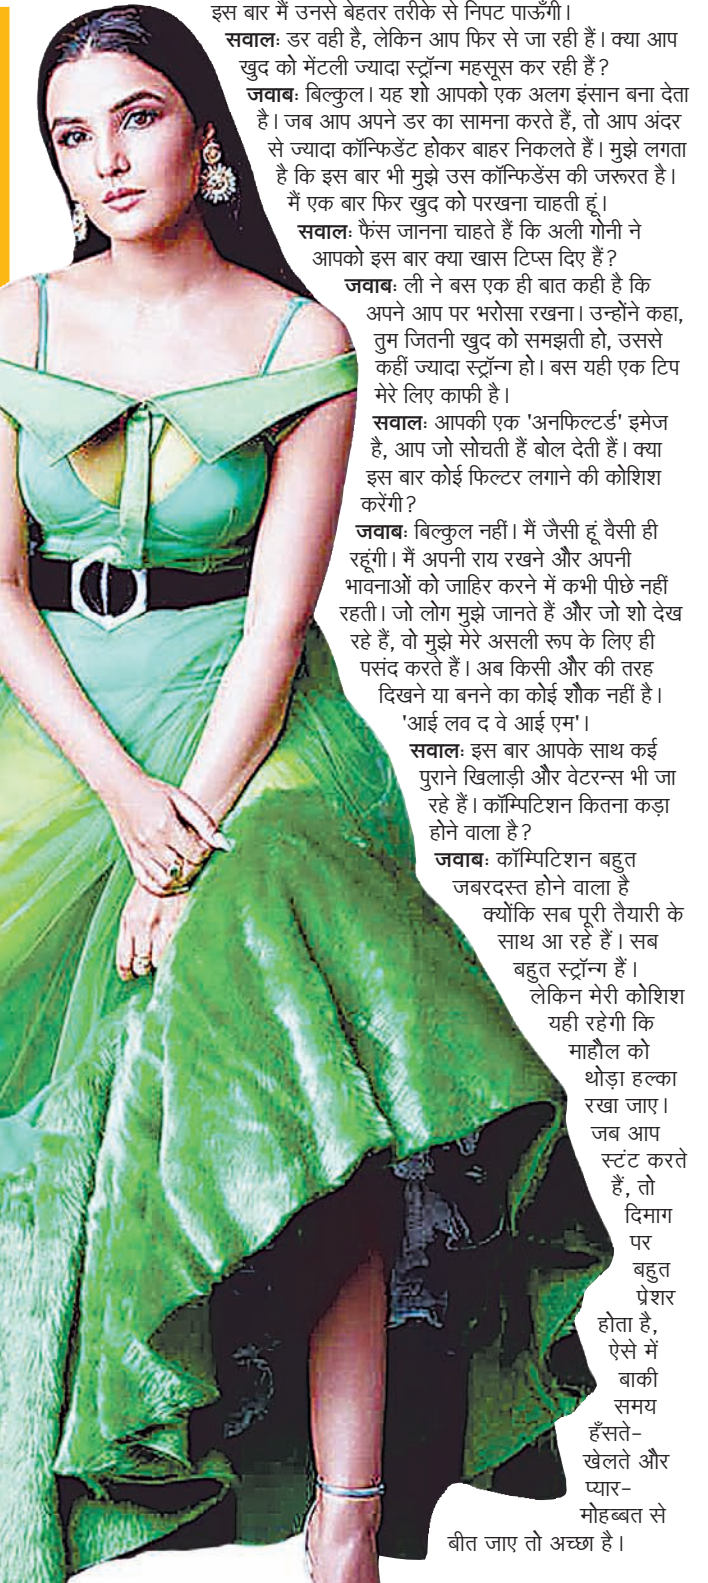 इस बार मैं उनसे बेहतर तरीके से निपट पाऊँगी।
सवालः डर वही है, लेकिन आप फिर से जा रही हैं। क्या आप
खुद को मेंटली ज्यादा स्ट्रॉन्ग महसूस कर रही हैं?
जवाबः बिल्कुल। यह शो आपको एक अलग इंसान बना देता
है। जब आप अपने डर का सामना करते हैं, तो आप अंदर
से ज्यादा कॉन्फिडेंट होकर बाहर निकलते हैं। मुझे लगता
है कि इस बार भी मुझे उस कॉन्फिडेंस की जरूरत है।
मैं एक बार फिर खुद को परखना चाहती हूं।
सवालः फैंस जानना चाहते हैं कि अली गोनी ने
आपको इस बार क्या खास टिप्स दिए हैं?
जवाबः ली ने बस एक ही बात कही है कि
अपने आप पर भरोसा रखना। उन्होंने कहा,
तुम जितनी खुद को समझती हो, उससे
कहीं ज्यादा स्ट्रॉन्ग हो। बस यही एक टिप
मेरे लिए काफी है।
सवालः आपकी एक 'अनफिल्टर्ड' इमेज
है, आप जो सोचती हैं बोल देती हैं। क्या
इस बार कोई फिल्टर लगाने की कोशिश
करेंगी?
जवाबः बिल्कुल नहीं। मैं जैसी हूं वैसी ही
रहूंगी। मैं अपनी राय रखने और अपनी
भावनाओं को जाहिर करने में कभी पीछे नहीं
रहती। जो लोग मुझे जानते हैं और जो शो देख
रहे हैं, वो मुझे मेरे असली रूप के लिए ही
पसंद करते हैं। अब किसी और की तरह
दिखने या बनने का कोई शौक नहीं है।
'आई लव द वे आई एम'।
सवालः इस बार आपके साथ कई
पुराने खिलाड़ी और वेटरन्स भी जा
रहे हैं। कॉम्पिटिशन कितना कड़ा
होने वाला है?
जवाबः कॉम्पिटिशन बहुत
जबरदस्त होने वाला है
क्योंकि सब पूरी तैयारी के
साथ आ रहे हैं। सब
बहुत स्ट्रॉन्ग हैं।
लेकिन मेरी कोशिश
यही रहेगी कि
माहौल को
थोड़ा हल्का
रखा जाए।
जब आप
स्टंट करते
हैं, तो
दिमाग
पर
बहुत
प्रेशर
होता है,
ऐसे में
बाकी
समय
हँसते-
खेलते और
प्यार-
मोहब्बत से
बीत जाए तो अच्छा है।